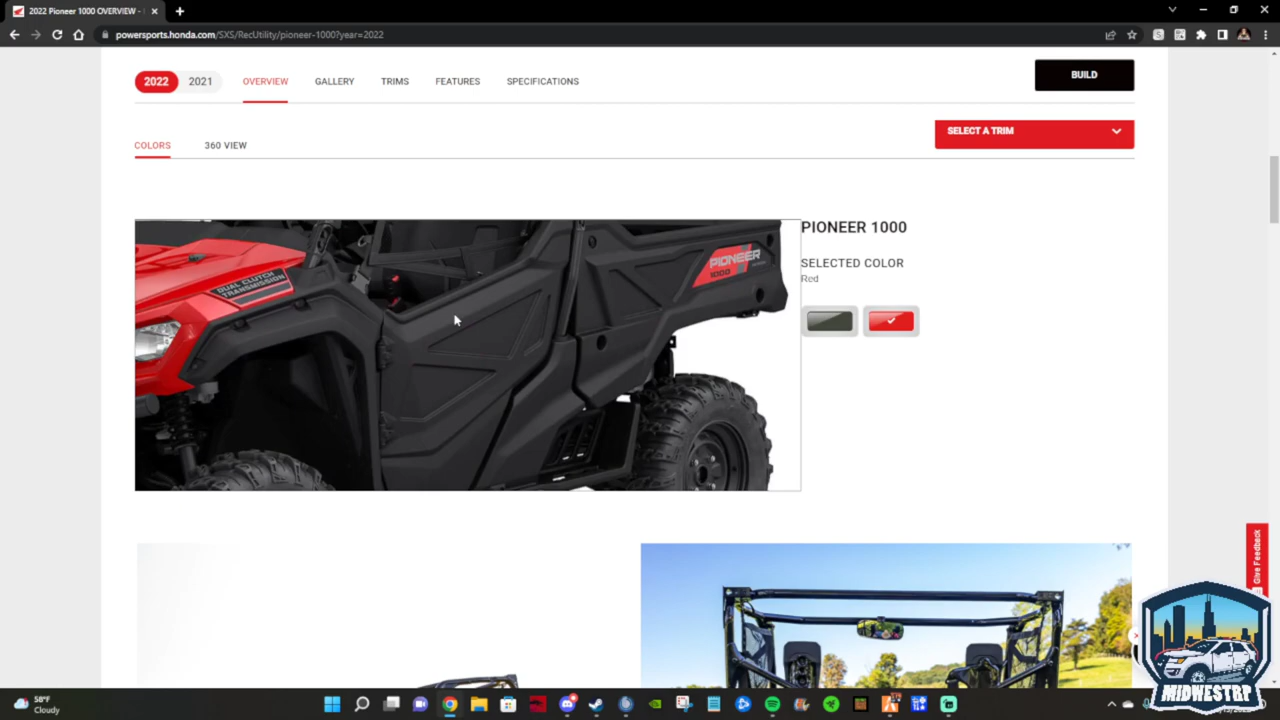 2022 Pioneer 1000 OVERVIEW -
powersports.honda.com/SXS/RecUtility/pioneer-1000?year=2022
2022 2021 OVERVIEW GALLERY TRIMS FEATURES SPECIFICATIONS BUILD
COLORS 360 VIEW SELECT A TRIM
PIONEER 1000
SELECTED COLOR
Red
DUAL CLUTCH
TRANSMISSION
PIONEER
1000
Give Feedback
58°F
Cloudy
MIDWESTRP